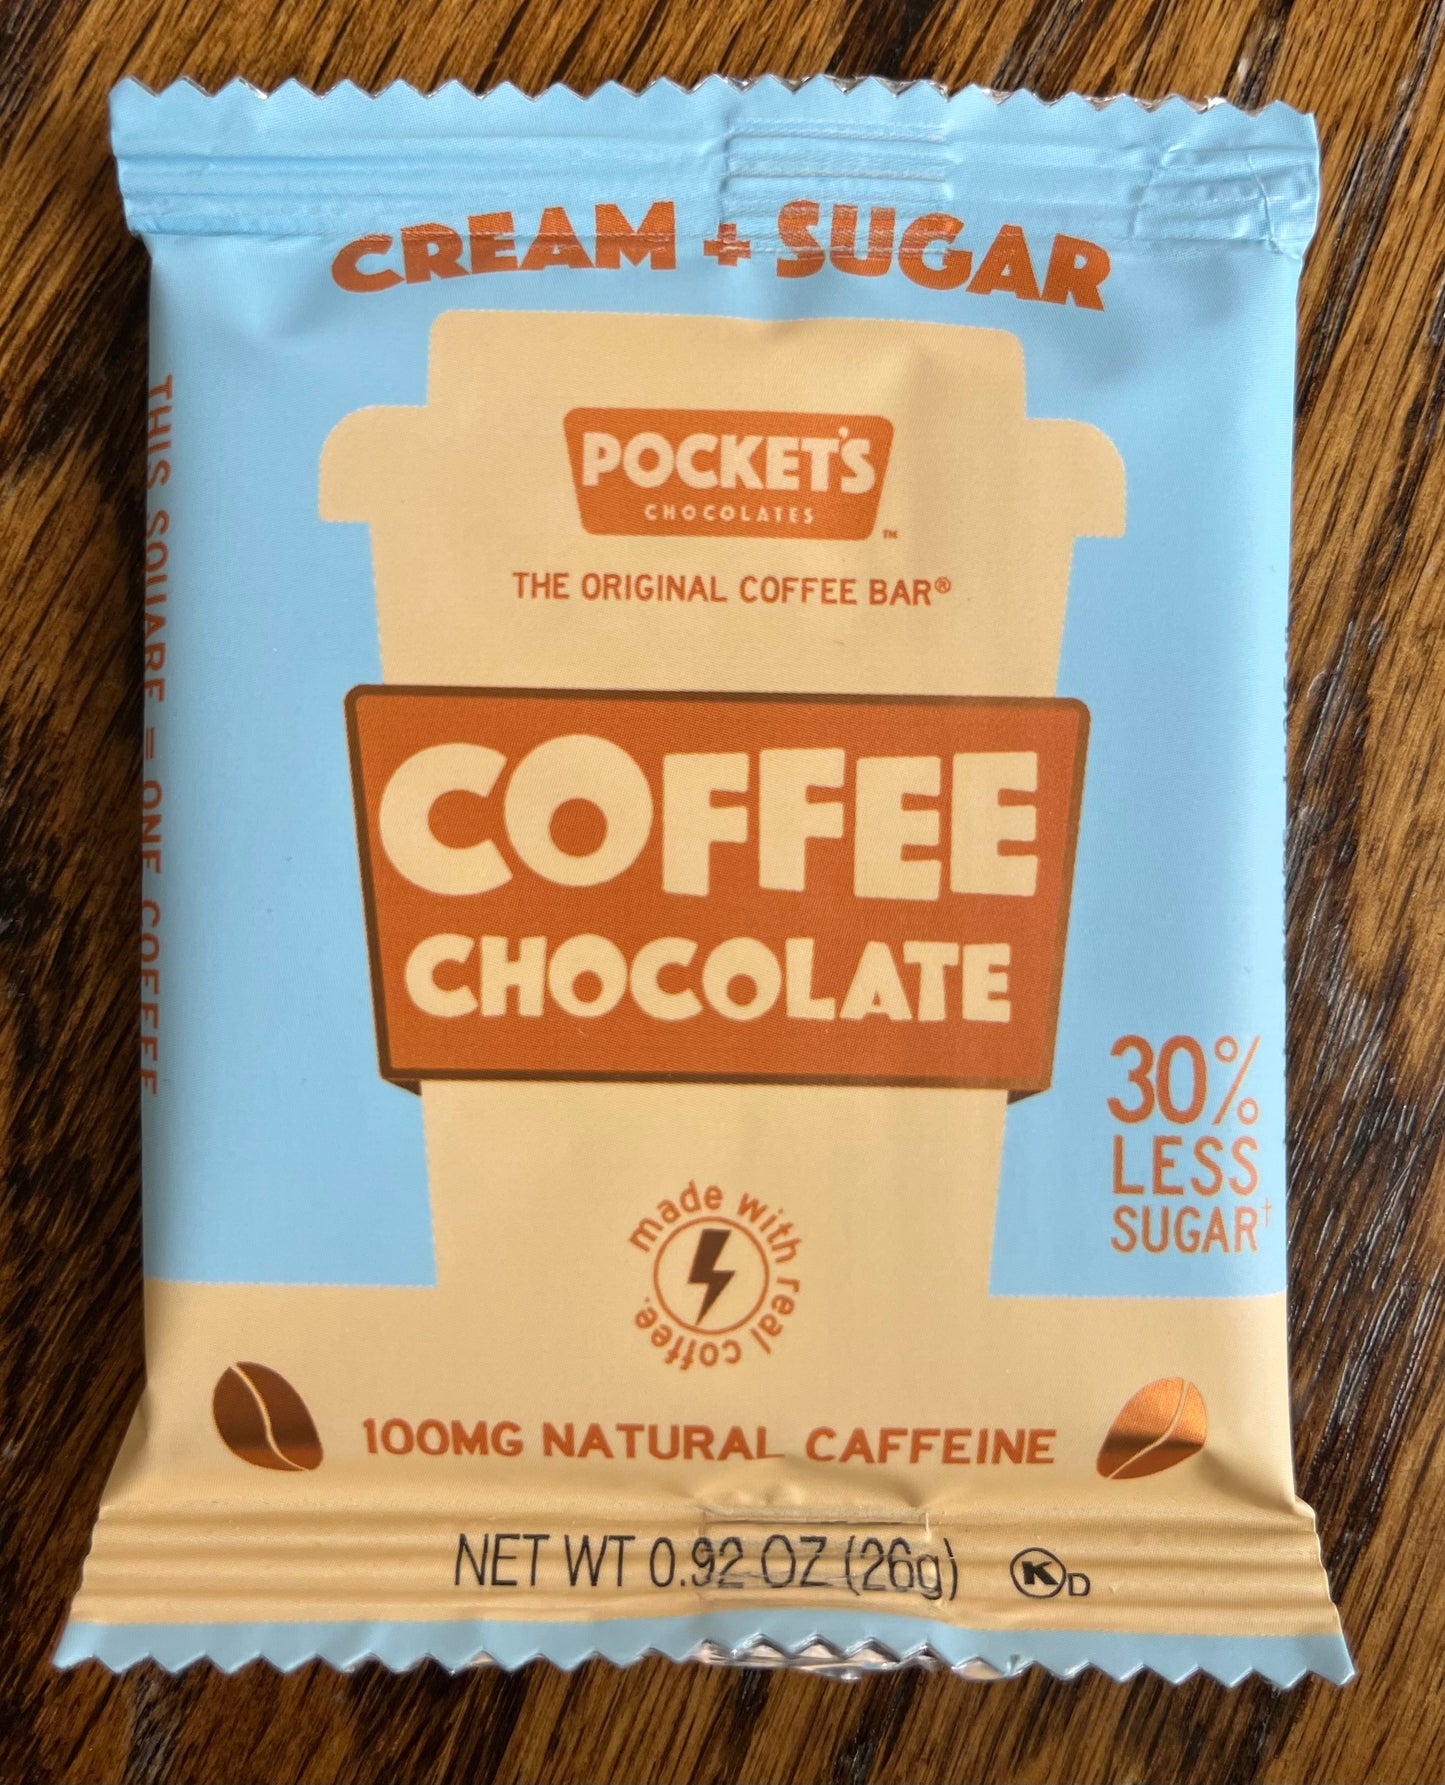 CREAM + SUGAR
POCKET'S
CHOCOLATES
™
THE ORIGINAL COFFEE BAR®
COFFEE
CHOCOLATE
THIS SQUARE = ONE COFFEE
30%
LESS
SUGAR†
made with real coffee.
100MG NATURAL CAFFEINE
NET WT 0.92 OZ (26g)
K D